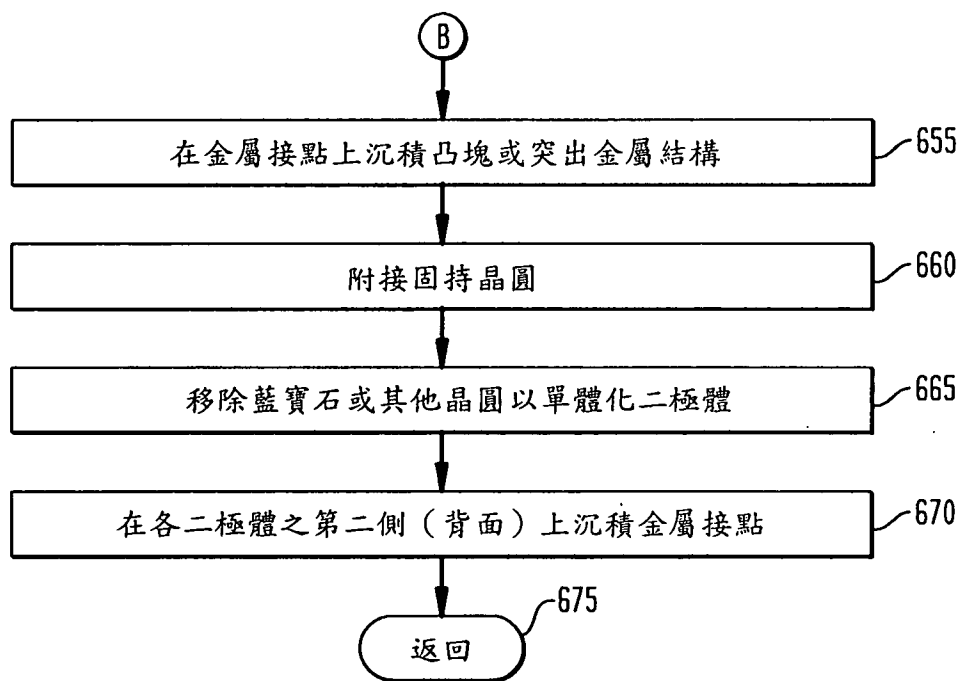 B
在金屬接點上沉積凸塊或突出金屬結構
655
附接固持晶圓
660
移除藍寶石或其他晶圓以單體化二極體
665
在各二極體之第二側（背面）上沉積金屬接點
670
675
返回